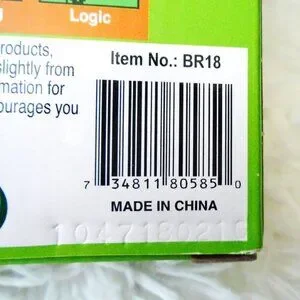 Logic
products,
slightly from
mation for
ourages you
Item No.: BR18
7 34811 80585 0
MADE IN CHINA